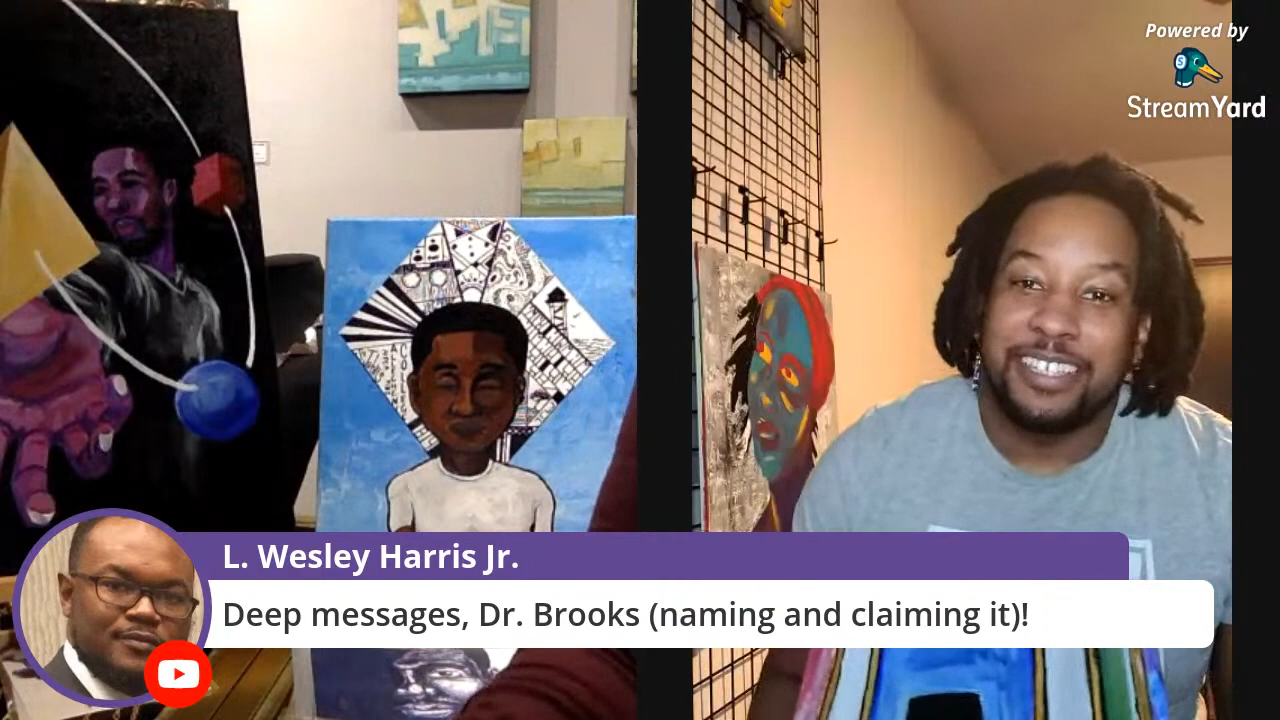 Powered by
StreamYard
L. Wesley Harris Jr.
Deep messages, Dr. Brooks (naming and claiming it)!